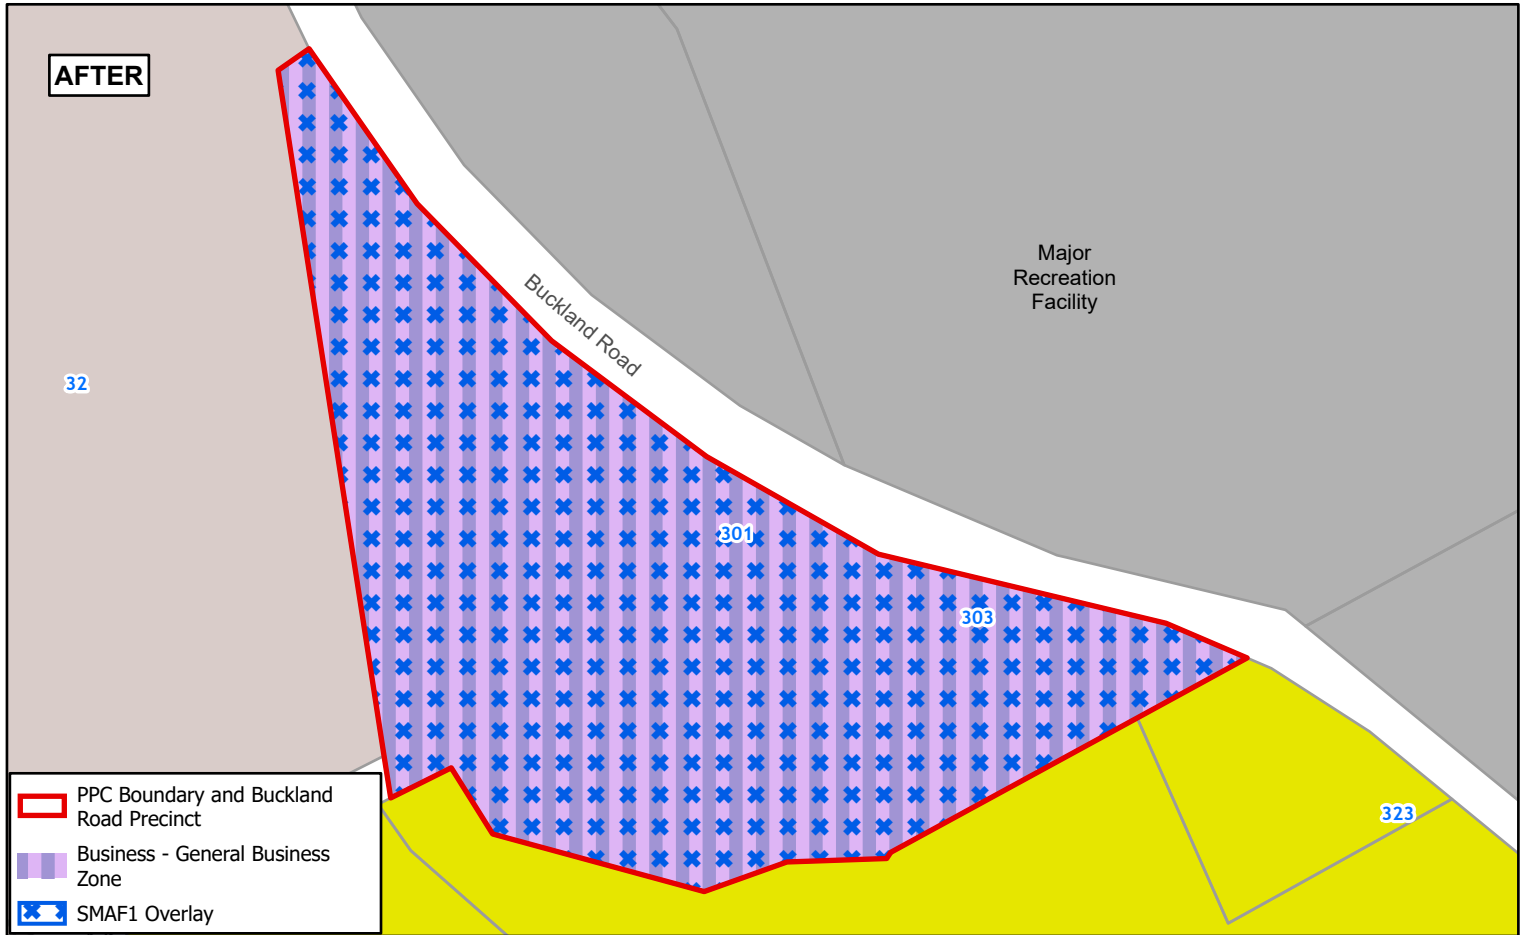 AFTER
Major
Recreation
Facility
Buckland Road
32
301
303
323
PPC Boundary and Buckland
Road Precinct
Business - General Business
Zone
SMAF1 Overlay